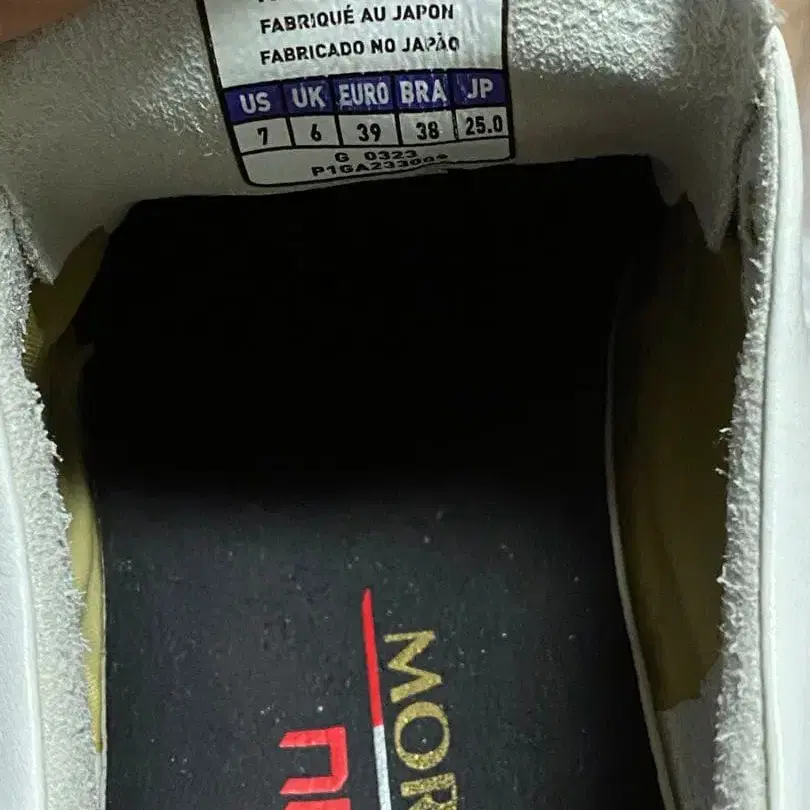 FABRIQUÉ AU JAPON
FABRICADO NO JAPÃO
US UK EURO BRA JP
7 6 39 38 25.0
G 0323
MOR